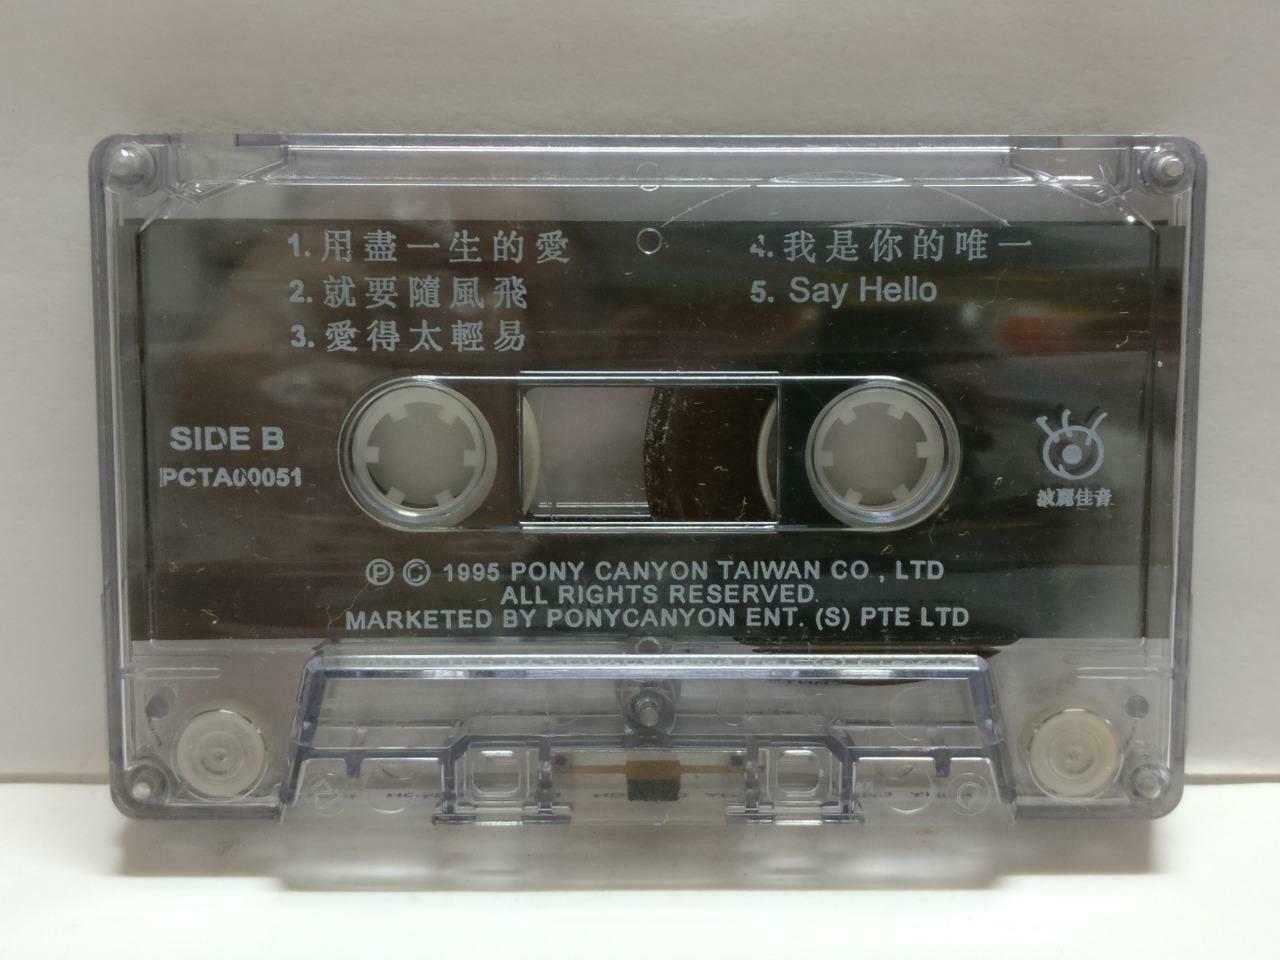 1. 用盡一生的愛
2. 就要隨風飛
3. 愛得太輕易
4. 我是你的唯一
5. Say Hello
SIDE B
PCTA00051
波麗佳音
Ⓟ © 1995 PONY CANYON TAIWAN CO., LTD
ALL RIGHTS RESERVED.
MARKETED BY PONYCANYON ENT. (S) PTE LTD